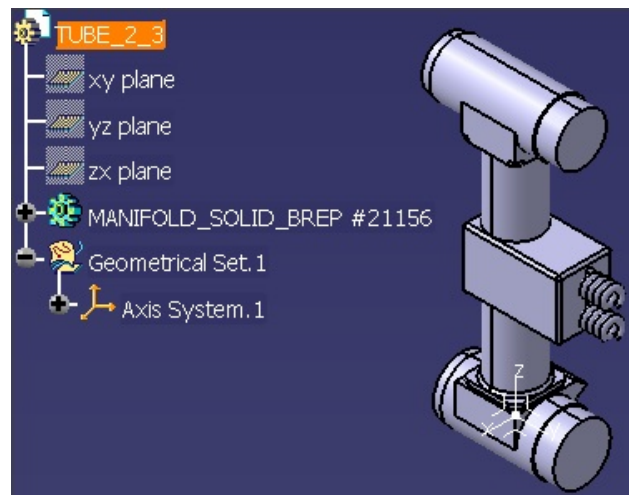 TUBE_2_3
xy plane
yz plane
zx plane
MANIFOLD_SOLID_BREP #21156
Geometrical Set.1
Axis System.1
z
x
y